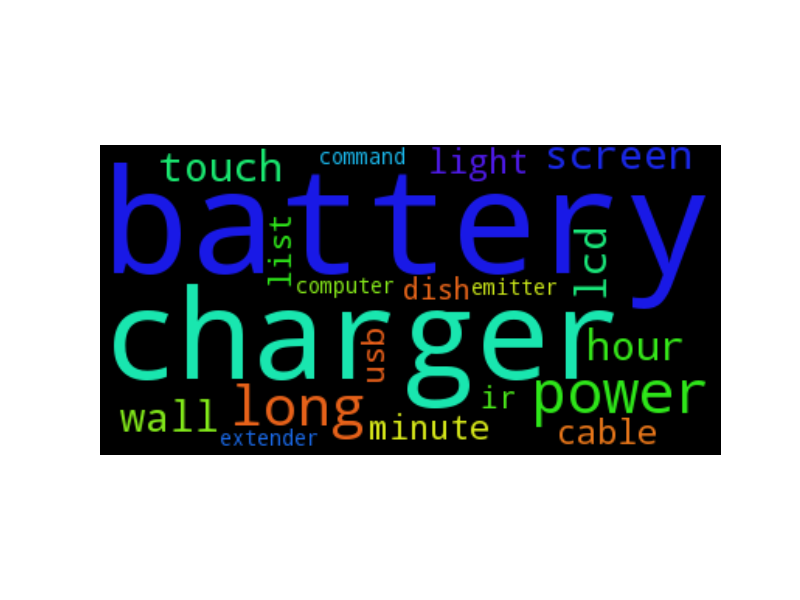 touch command light screen
battery
list lcd
computer dish emitter
charger
usb hour
wall long ir power
extender minute cable